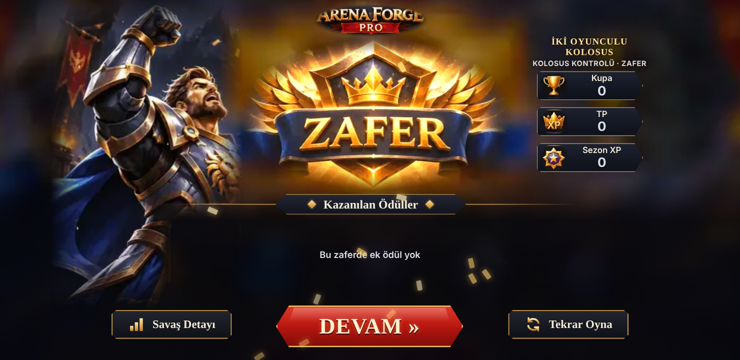 ARENA FORGE
PRO
İKİ OYUNCULU
KOLOSUS
KOLOSUS KONTROLÜ · ZAFER
Kupa
0
XP
TP
0
Sezon XP
0
ZAFER
Kazanılan Ödüller
Bu zaferde ek ödül yok
Savaş Detayı
DEVAM »
Tekrar Oyna